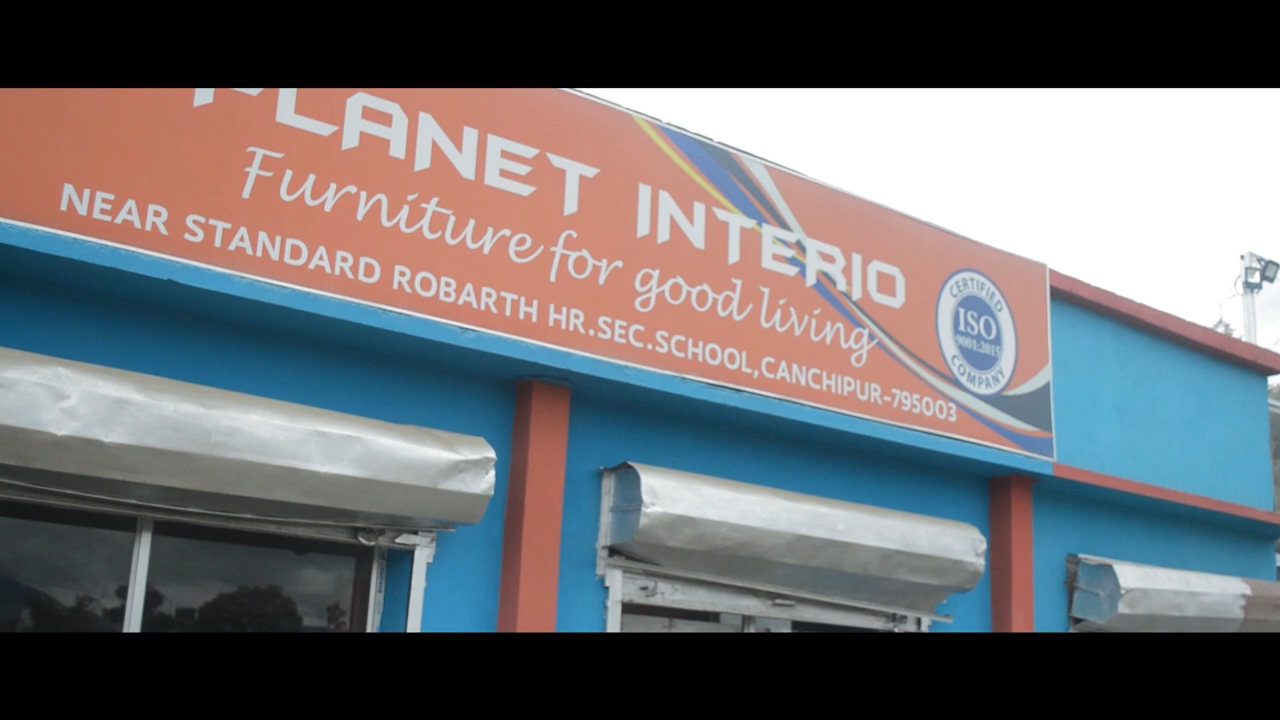 PLANET INTERIO
Furniture for good living
NEAR STANDARD ROBARTH HR.SEC.SCHOOL,CANCHIPUR-795003
CERTIFIED
ISO
9001:2015
COMPANY